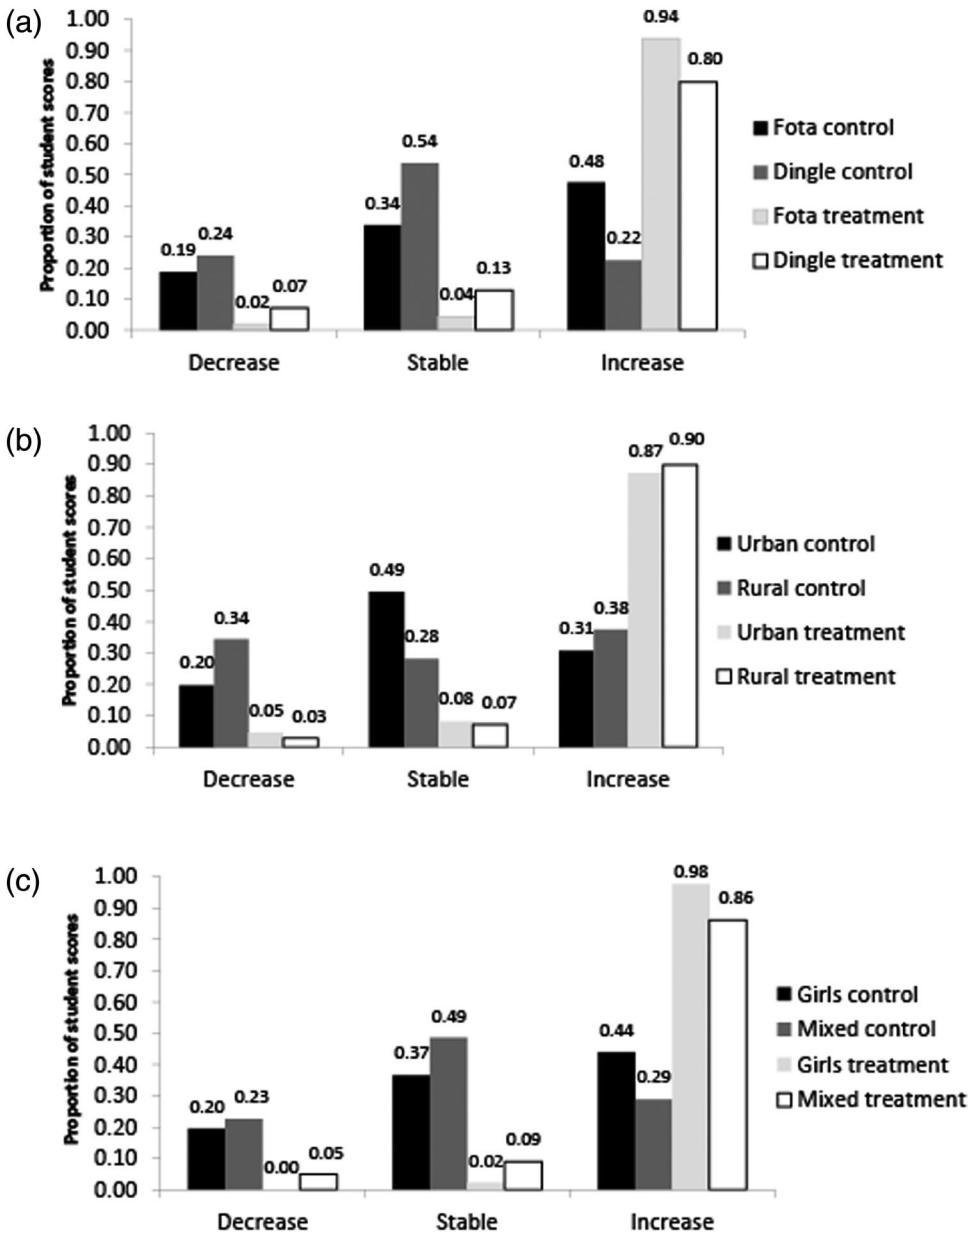 (a)
Proportion of student scores
1.00
0.90
0.80
0.70
0.60
0.50
0.40
0.30
0.20
0.10
0.00
0.19
0.24
0.02
0.07
0.34
0.54
0.04
0.13
0.48
0.22
0.94
0.80
Decrease
Stable
Increase
Fota control
Dingle control
Fota treatment
Dingle treatment
(b)
Proportion of student scores
1.00
0.90
0.80
0.70
0.60
0.50
0.40
0.30
0.20
0.10
0.00
0.20
0.34
0.05
0.03
0.49
0.28
0.08
0.07
0.31
0.38
0.87
0.90
Decrease
Stable
Increase
Urban control
Rural control
Urban treatment
Rural treatment
(c)
Proportion of student scores
1.00
0.90
0.80
0.70
0.60
0.50
0.40
0.30
0.20
0.10
0.00
0.20
0.23
0.00
0.05
0.37
0.49
0.02
0.09
0.44
0.29
0.98
0.86
Decrease
Stable
Increase
Girls control
Mixed control
Girls treatment
Mixed treatment